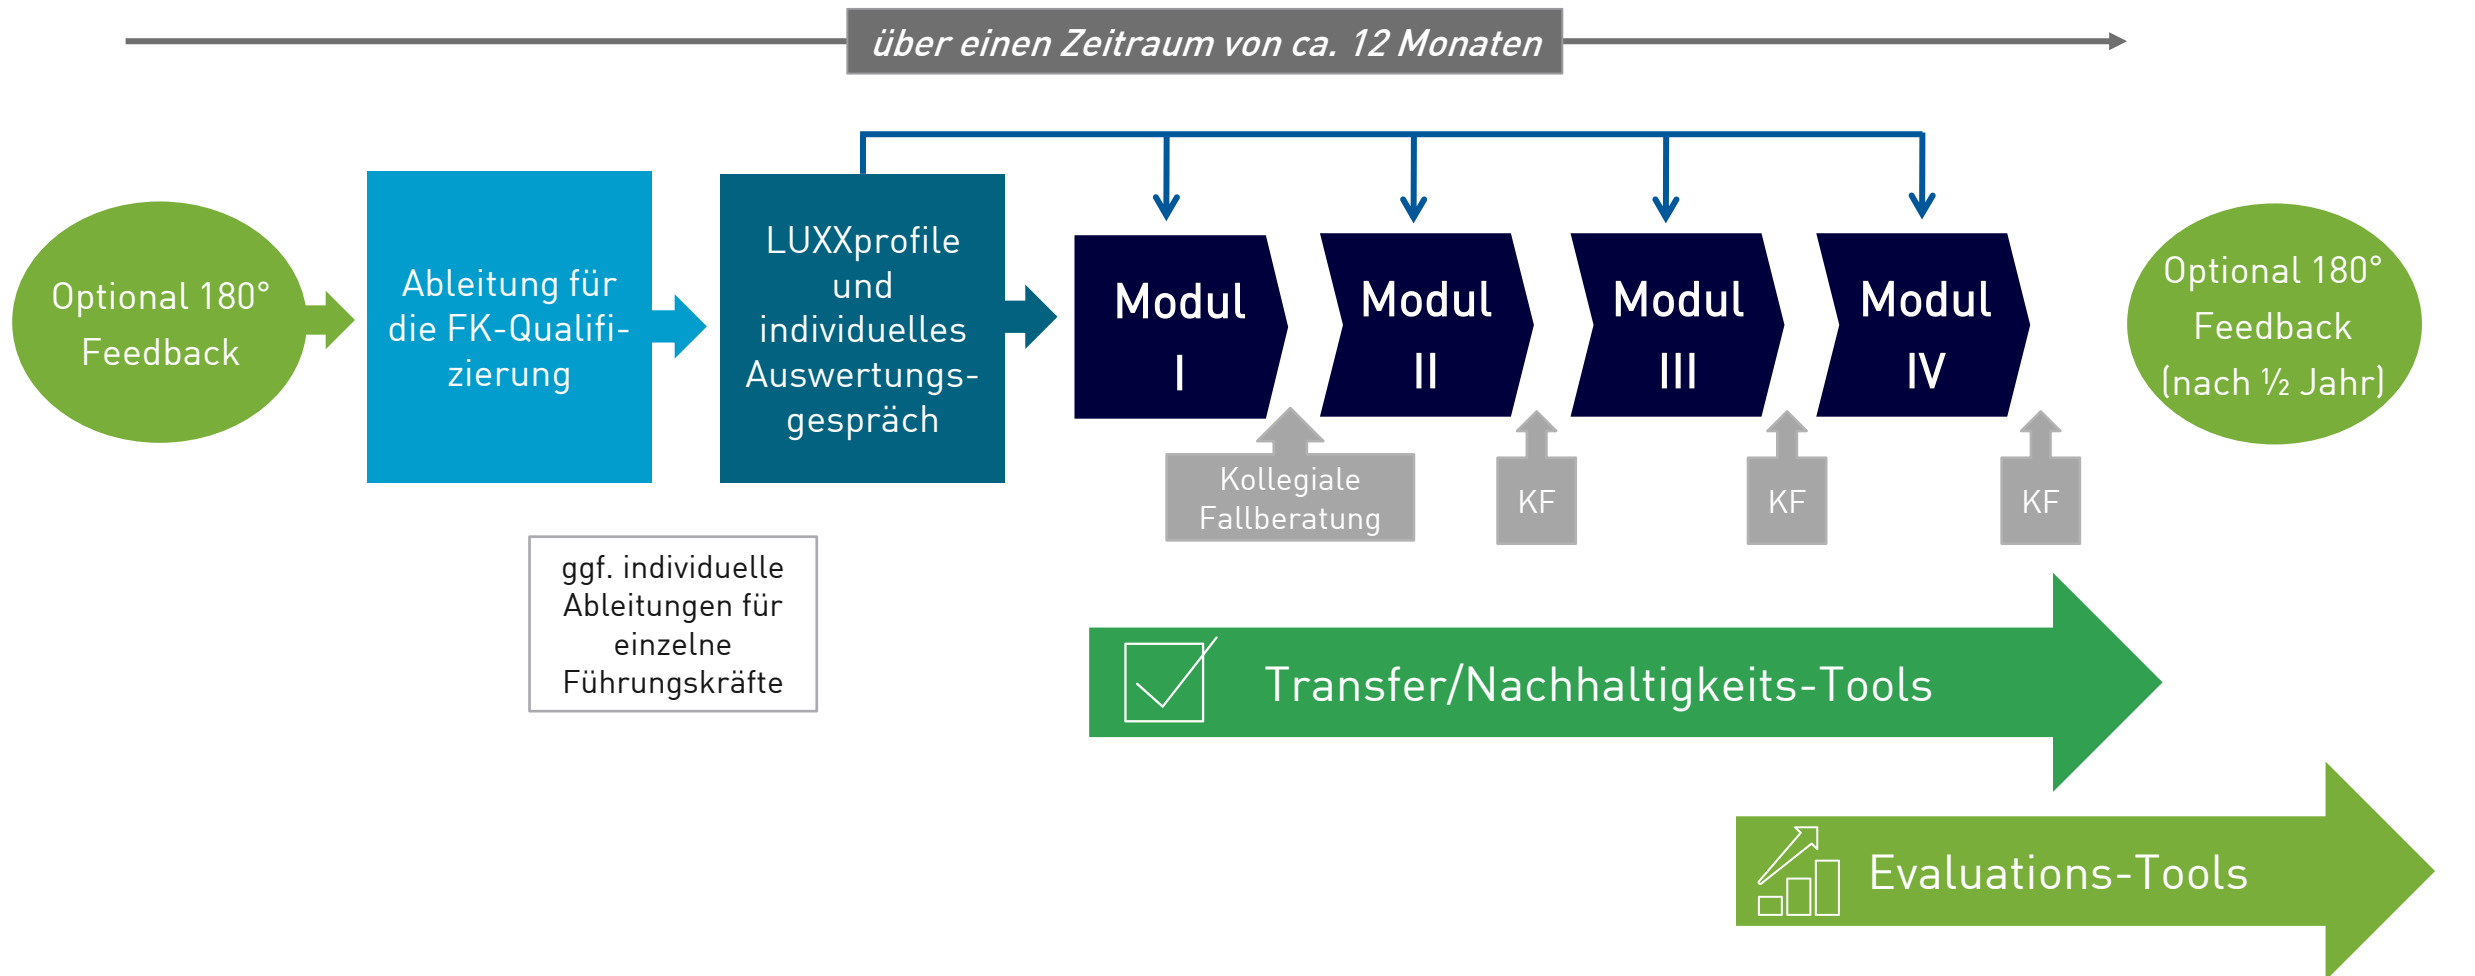 über einen Zeitraum von ca. 12 Monaten
Optional 180°
Feedback
Ableitung für
die FK-Qualifi-
zierung
LUXXprofile
und
individuelles
Auswertungs-
gespräch
Modul
I
Modul
II
Modul
III
Modul
IV
Optional 180°
Feedback
(nach ½ Jahr)
Kollegiale
Fallberatung
KF
KF
KF
ggf. individuelle
Ableitungen für
einzelne
Führungskräfte
Transfer/Nachhaltigkeits-Tools
Evaluations-Tools